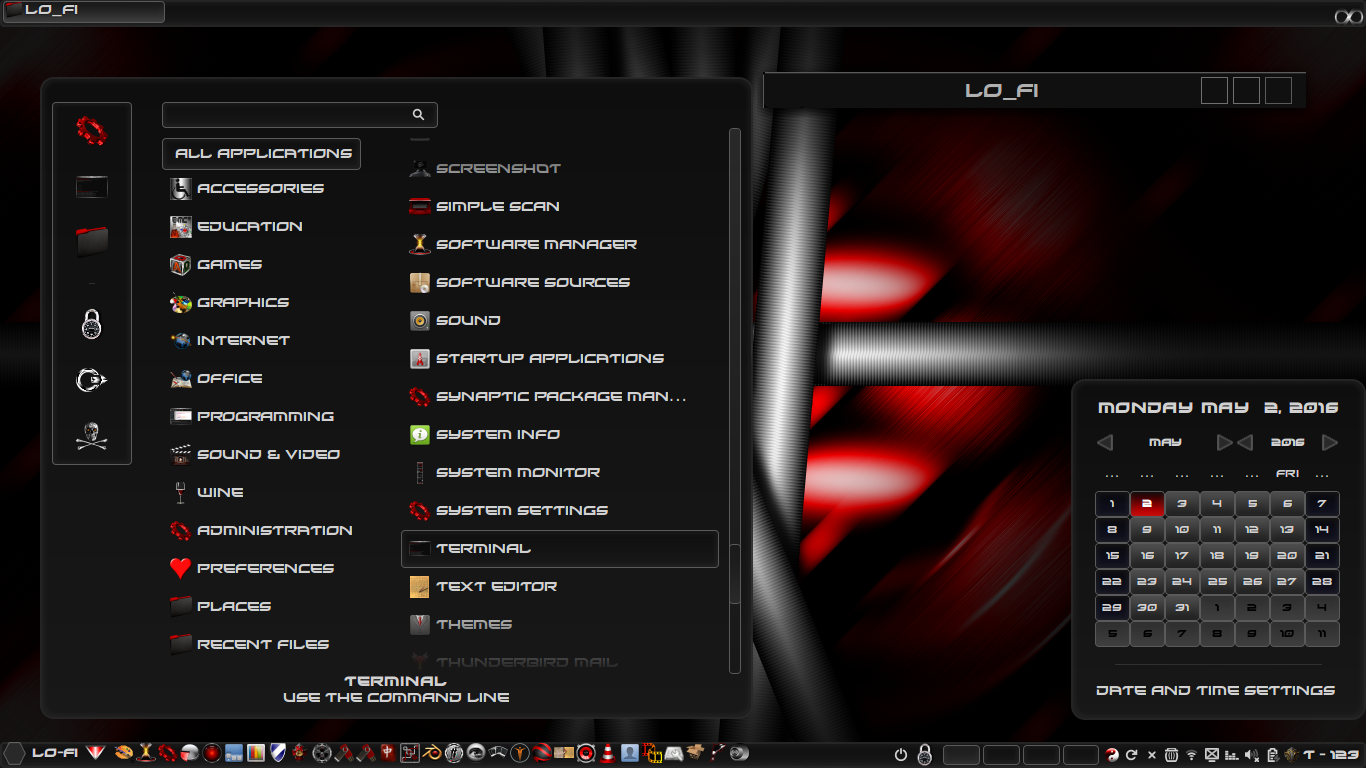 LO_FI
LO_FI
ALL APPLICATIONS
ACCESSORIES
EDUCATION
GAMES
GRAPHICS
INTERNET
OFFICE
PROGRAMMING
SOUND & VIDEO
WINE
ADMINISTRATION
PREFERENCES
PLACES
RECENT FILES
SCREENSHOT
SIMPLE SCAN
SOFTWARE MANAGER
SOFTWARE SOURCES
SOUND
STARTUP APPLICATIONS
SYNAPTIC PACKAGE MAN...
SYSTEM INFO
SYSTEM MONITOR
SYSTEM SETTINGS
TERMINAL
TEXT EDITOR
THEMES
THUNDERBIRD MAIL
TERMINAL
USE THE COMMAND LINE
MONDAY MAY 2, 2016
MAY 2016
... ... ... ... ... FRI ...
1 2 3 4 5 6 7
8 9 10 11 12 13 14
15 16 17 18 19 20 21
22 23 24 25 26 27 28
29 30 31 1 2 3 4
5 6 7 8 9 10 11
DATE AND TIME SETTINGS
LO-FI
T - 123